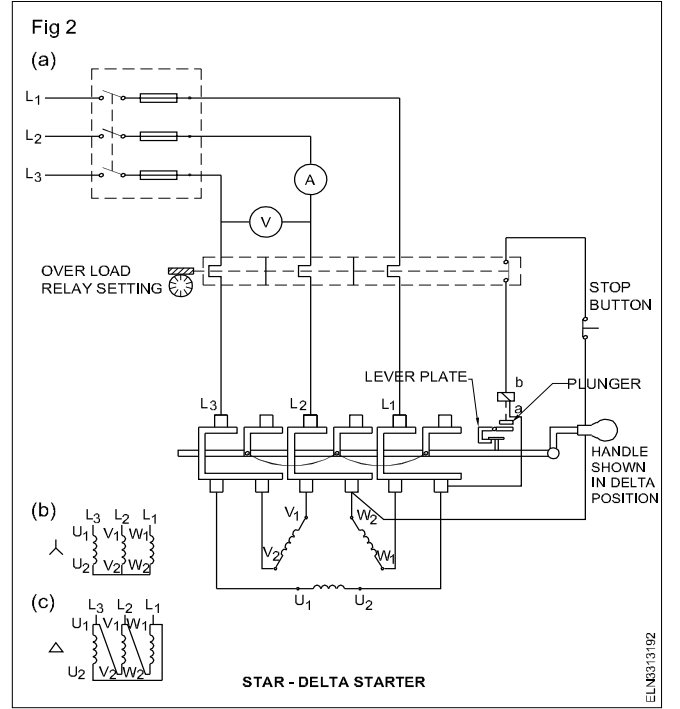 Fig 2
(a)
L1
L2
L3
A
V
OVER LOAD
RELAY SETTING
STOP
BUTTON
LEVER PLATE
b
a
PLUNGER
L3
L2
L1
HANDLE
SHOWN
IN DELTA
POSITION
V1
W2
V2
W1
U1
U2
(b)
L3 L2 L1
U1 V1 W1
U2 V2 W2
(c)
L3 L2 L1
U1 V1 W1
U2 V2 W2
STAR - DELTA STARTER
ELN3313192